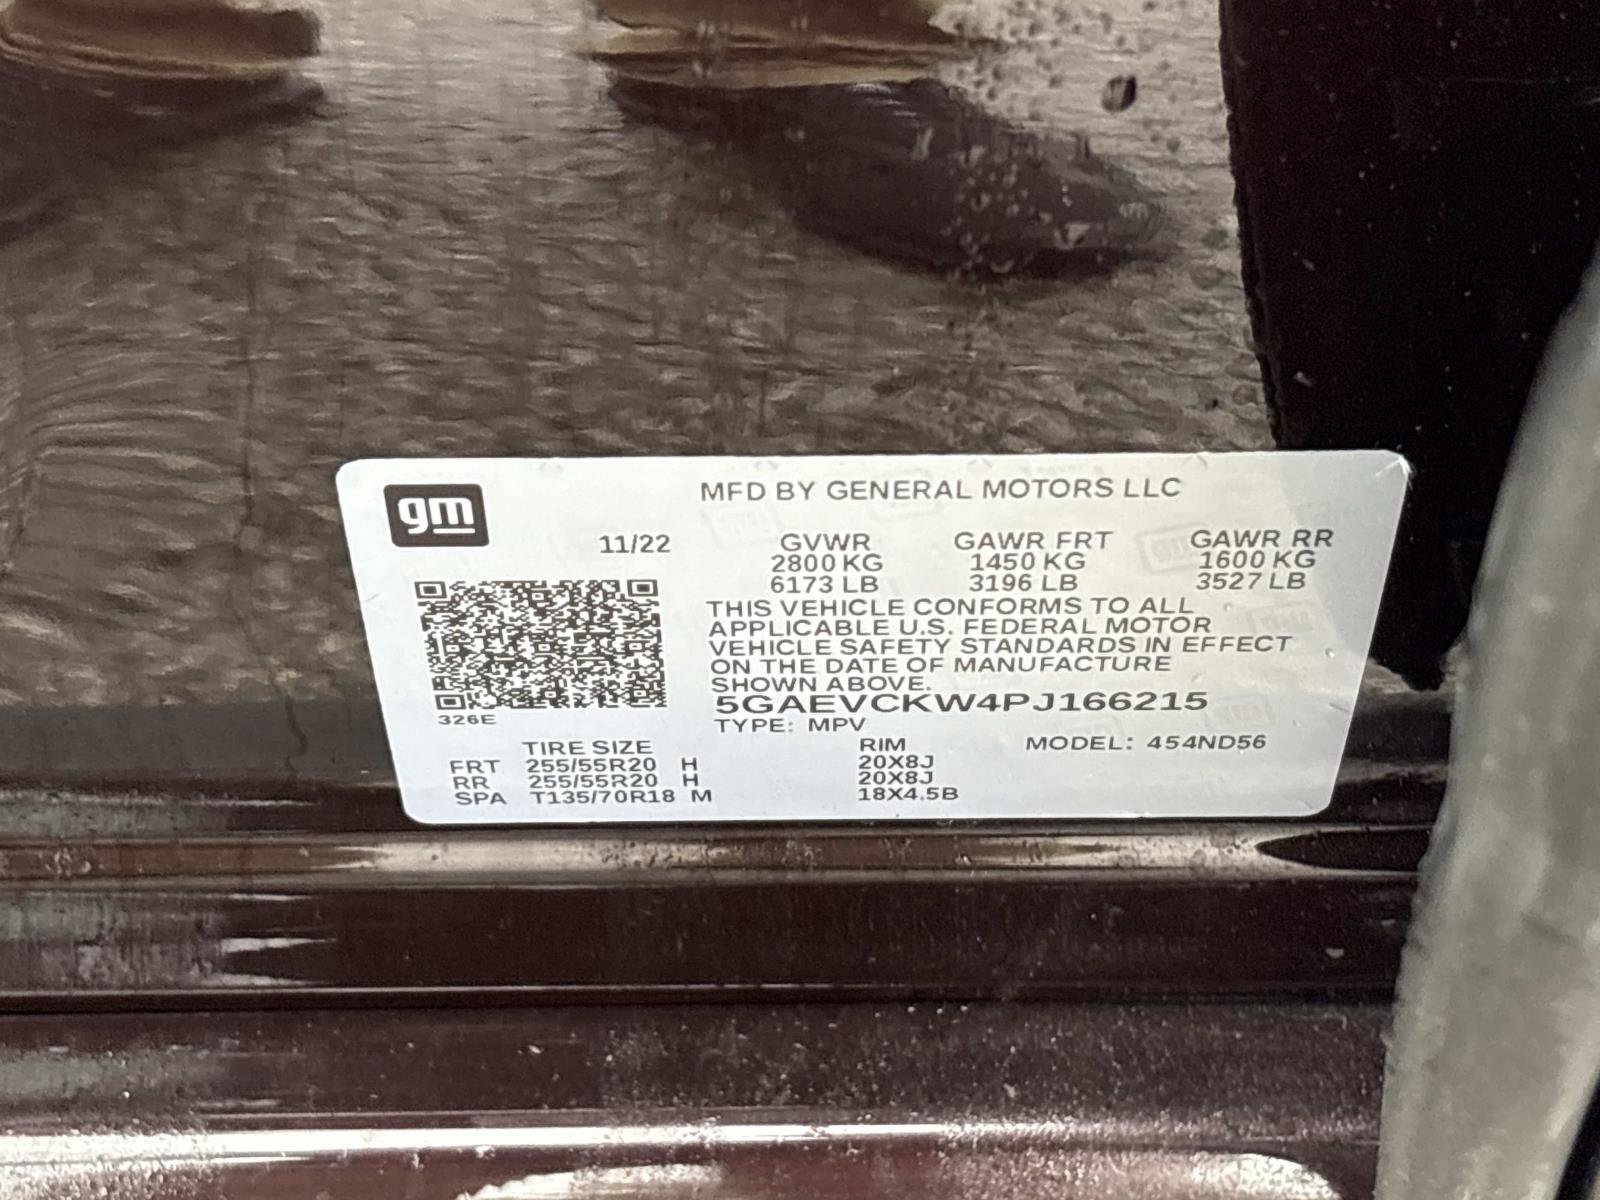 gm
MFD BY GENERAL MOTORS LLC
11/22 GVWR GAWR FRT GAWR RR
2800 KG 1450 KG 1600 KG
6173 LB 3196 LB 3527 LB
THIS VEHICLE CONFORMS TO ALL
APPLICABLE U.S. FEDERAL MOTOR
VEHICLE SAFETY STANDARDS IN EFFECT
ON THE DATE OF MANUFACTURE
SHOWN ABOVE.
5GAEVCKW4PJ166215
326E
TYPE: MPV
TIRE SIZE RIM MODEL: 454ND56
FRT 255/55R20 H 20X8J
RR 255/55R20 H 20X8J
SPA T135/70R18 M 18X4.5B